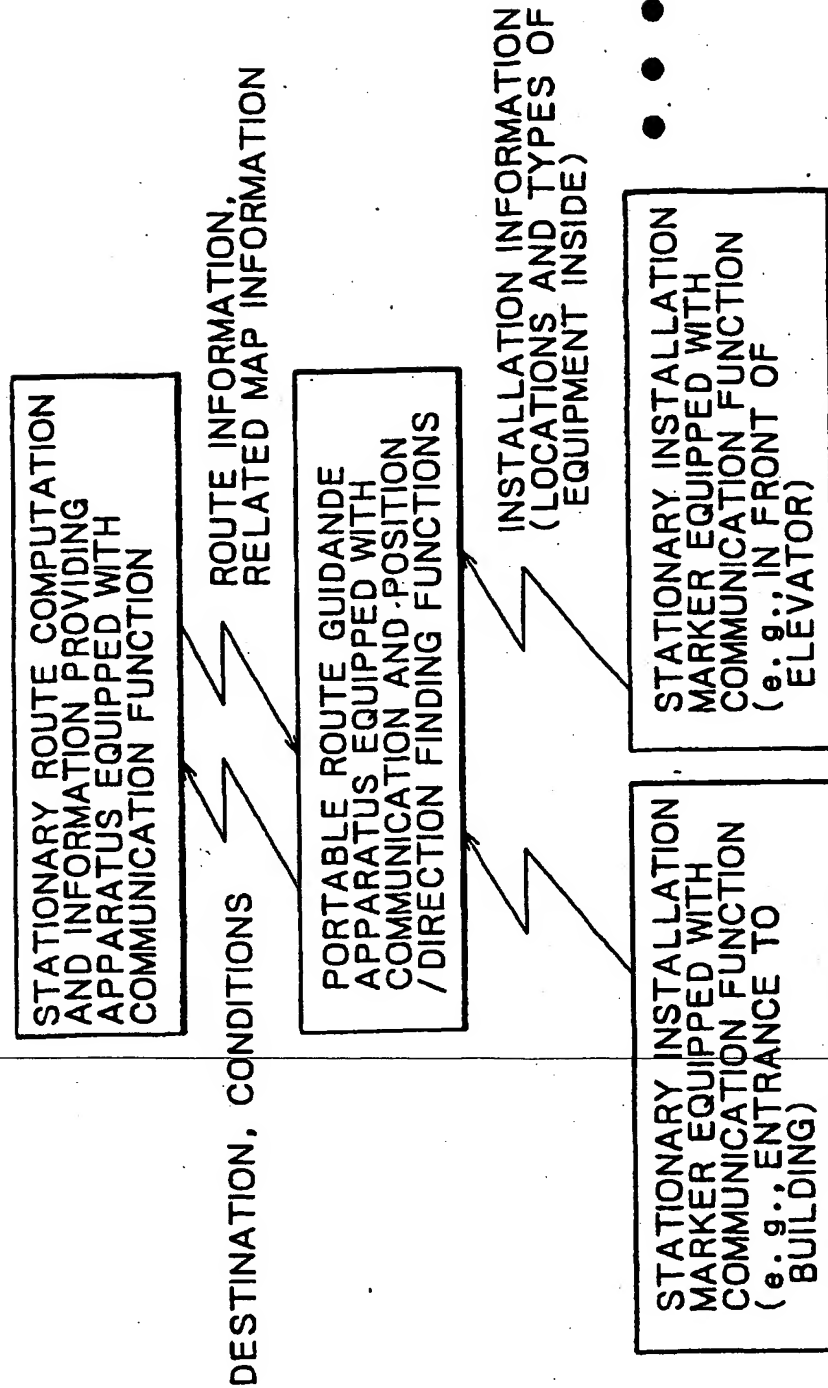 STATIONARY ROUTE COMPUTATION
AND INFORMATION PROVIDING
APPARATUS EQUIPPED WITH
COMMUNICATION FUNCTION
DESTINATION, CONDITIONS
ROUTE INFORMATION,
RELATED MAP INFORMATION
PORTABLE ROUTE GUIDANDE
APPARATUS EQUIPPED WITH
COMMUNICATION AND POSITION
/DIRECTION FINDING FUNCTIONS
INSTALLATION INFORMATION
(LOCATIONS AND TYPES OF
EQUIPMENT INSIDE)
STATIONARY INSTALLATION
MARKER EQUIPPED WITH
COMMUNICATION FUNCTION
(e.g., ENTRANCE TO
BUILDING)
STATIONARY INSTALLATION
MARKER EQUIPPED WITH
COMMUNICATION FUNCTION
(e.g., IN FRONT OF
ELEVATOR)